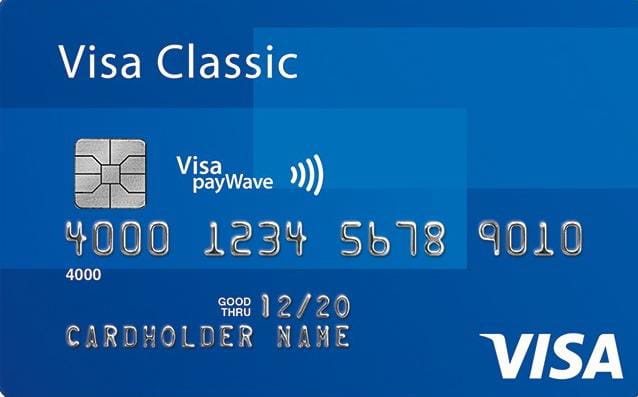 Visa Classic
Visa
payWave
4000 1234 5678 9010
4000
GOOD
THRU 12/20
CARDHOLDER NAME
VISA